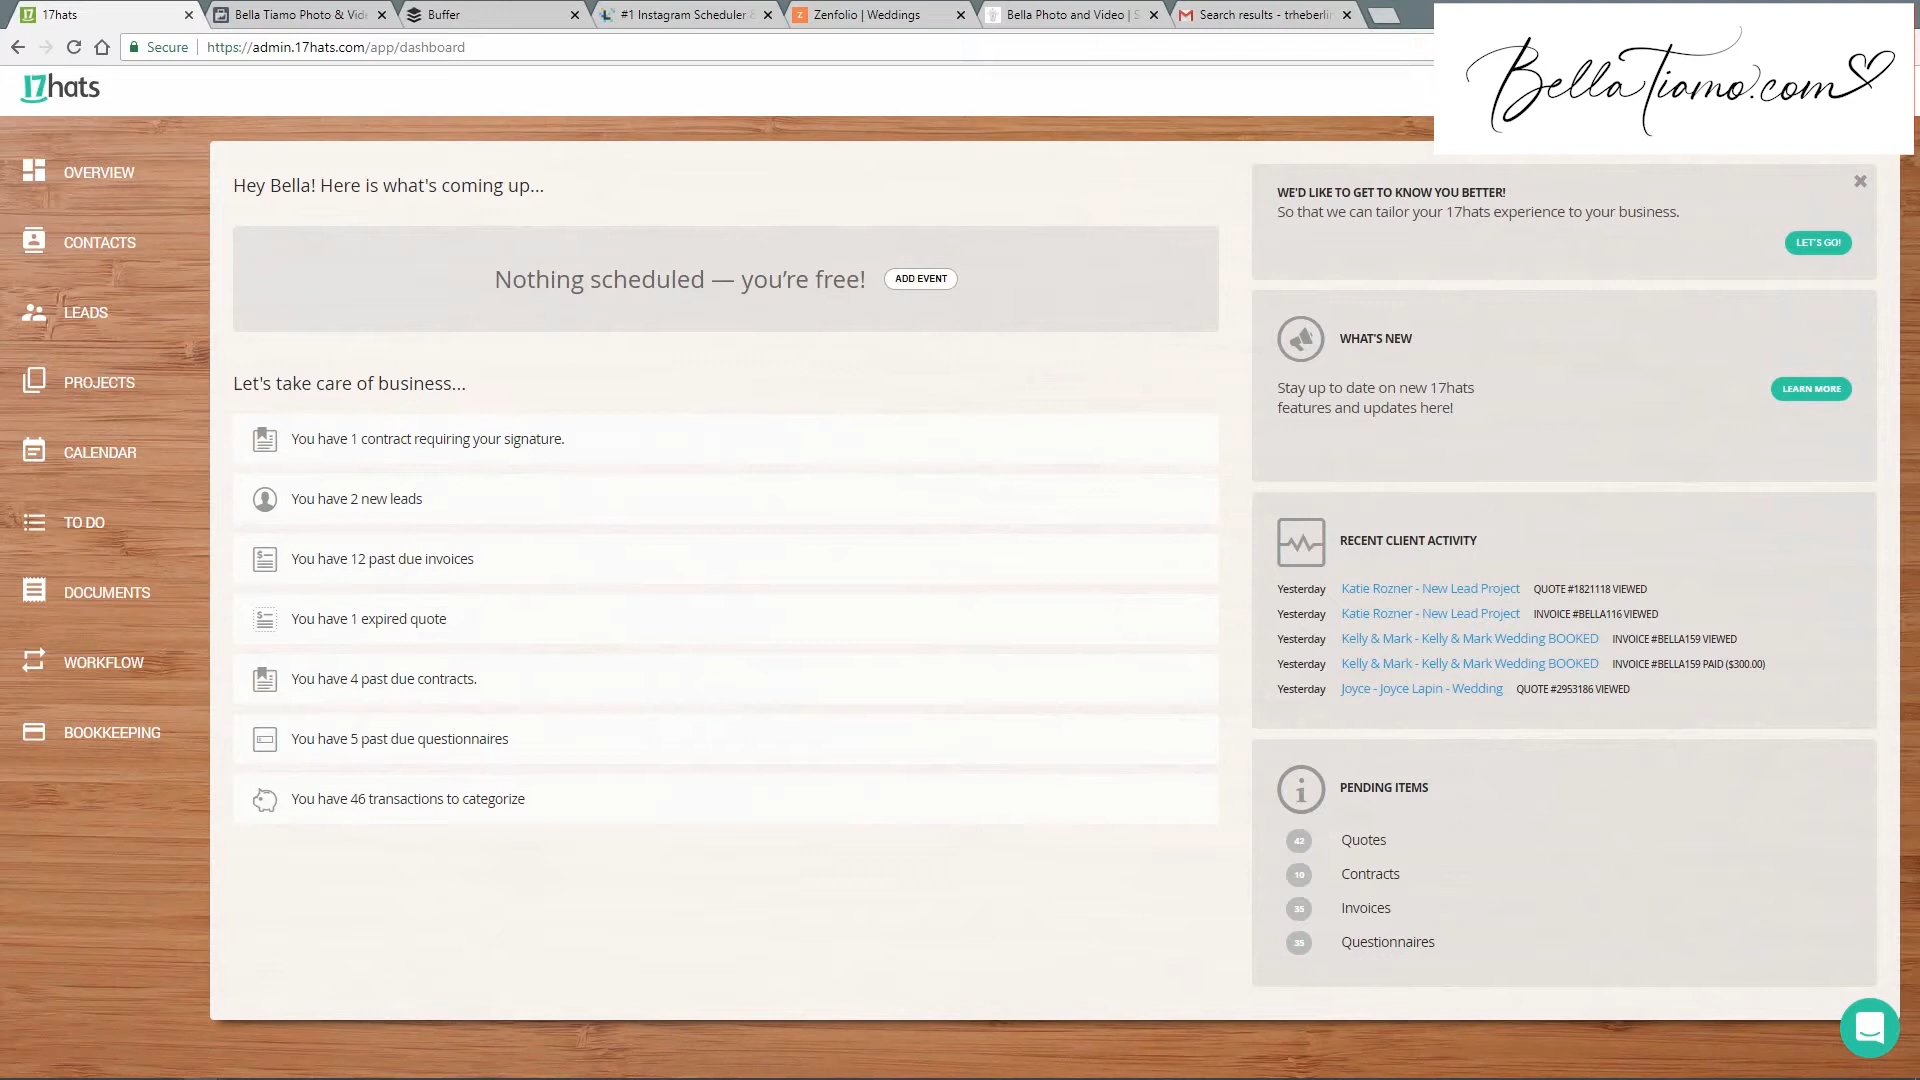 17hats
Bella Tiamo Photo & Vide
Buffer
#1 Instagram Scheduler &
Zenfolio | Weddings
Bella Photo and Video | S
Search results - trheberlin
Secure
https://admin.17hats.com/app/dashboard
17hats
BellaTiamo.com
OVERVIEW
CONTACTS
LEADS
PROJECTS
CALENDAR
TO DO
DOCUMENTS
WORKFLOW
BOOKKEEPING
Hey Bella! Here is what's coming up...
Nothing scheduled — you're free!
ADD EVENT
Let's take care of business...
You have 1 contract requiring your signature.
You have 2 new leads
You have 12 past due invoices
You have 1 expired quote
You have 4 past due contracts.
You have 5 past due questionnaires
You have 46 transactions to categorize
WE'D LIKE TO GET TO KNOW YOU BETTER!
So that we can tailor your 17hats experience to your business.
LET'S GO!
WHAT'S NEW
Stay up to date on new 17hats
features and updates here!
LEARN MORE
RECENT CLIENT ACTIVITY
Yesterday Katie Rozner - New Lead Project QUOTE #1821118 VIEWED
Yesterday Katie Rozner - New Lead Project INVOICE #BELLA116 VIEWED
Yesterday Kelly & Mark - Kelly & Mark Wedding BOOKED INVOICE #BELLA159 VIEWED
Yesterday Kelly & Mark - Kelly & Mark Wedding BOOKED INVOICE #BELLA159 PAID ($300.00)
Yesterday Joyce - Joyce Lapin - Wedding QUOTE #2953186 VIEWED
PENDING ITEMS
42 Quotes
10 Contracts
35 Invoices
35 Questionnaires